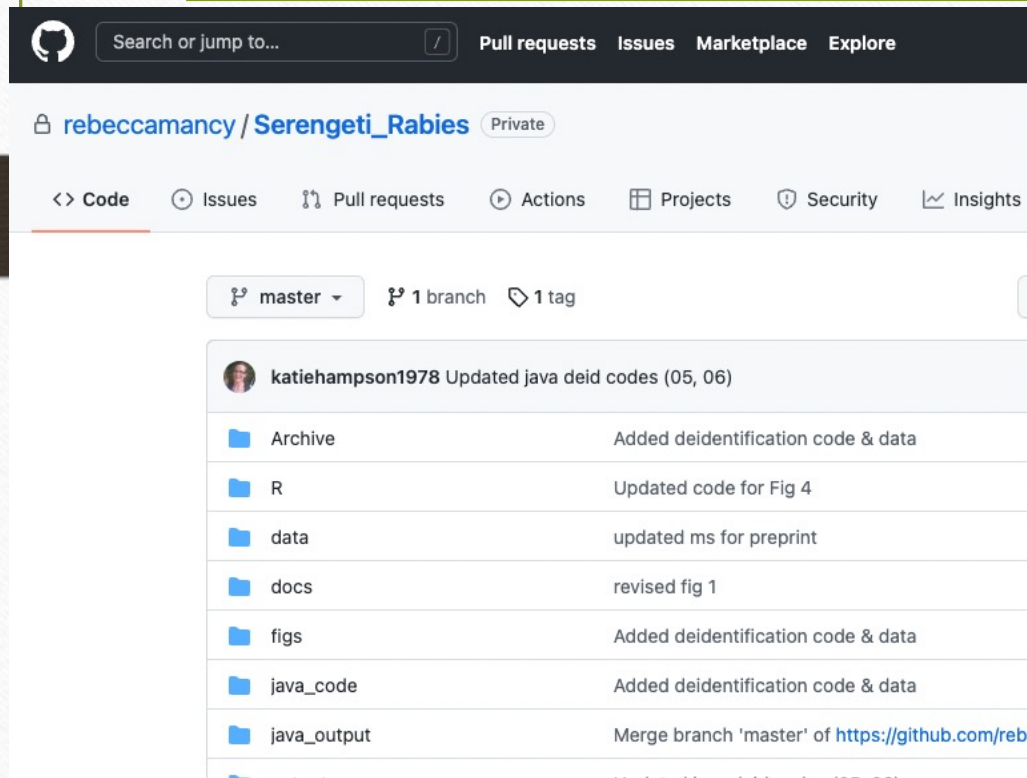 Search or jump to... / Pull requests Issues Marketplace Explore
rebeccamancy / Serengeti_Rabies Private
<> Code Issues Pull requests Actions Projects Security Insights
master 1 branch 1 tag
katiehampson1978 Updated java deid codes (05, 06)
Archive Added deidentification code & data
R Updated code for Fig 4
data updated ms for preprint
docs revised fig 1
figs Added deidentification code & data
java_code Added deidentification code & data
java_output Merge branch 'master' of https://github.com/reb